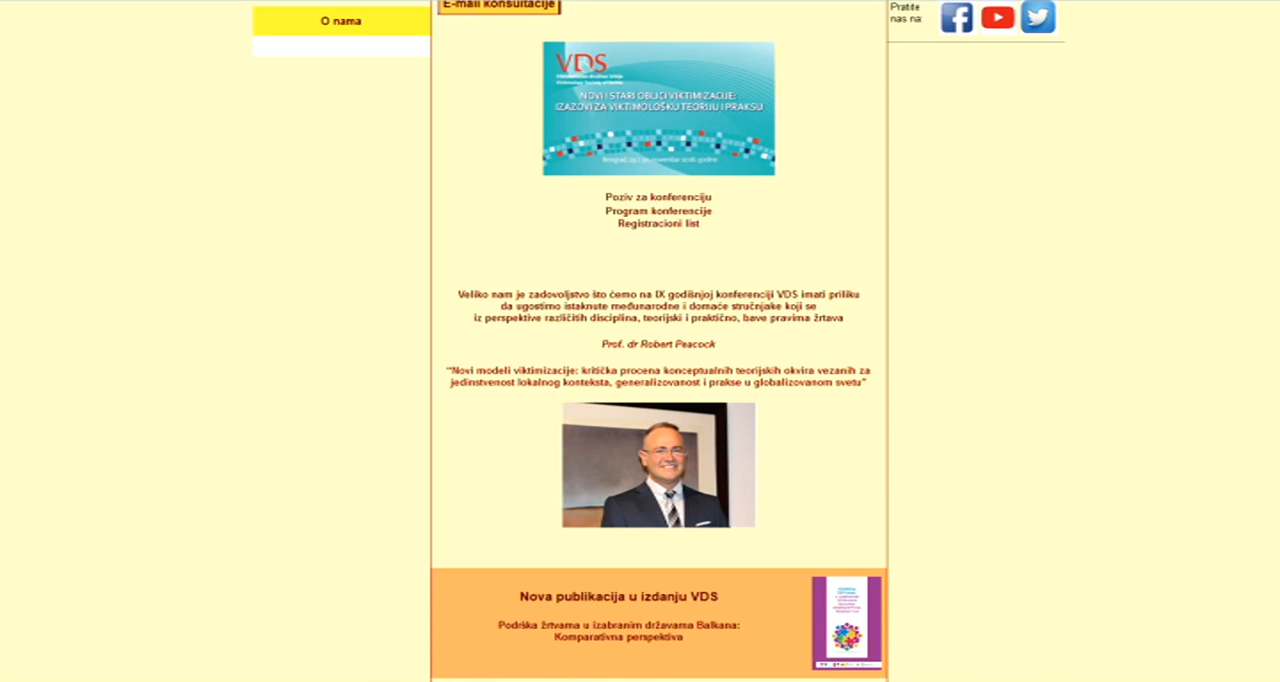 E-mail konsultacije
O nama
Pratite
nas na:
VDS
NOVI I STARI OBLICI VIKTIMIZACIJE:
IZAZOVI ZA VIKTIMOLOŠKU TEORIJU I PRAKSU
Poziv za konferenciju
Program konferencije
Registracioni list
Veliko nam je zadovoljstvo što ćemo na IX godišnjoj konferenciji VDS imati priliku
da ugostimo istaknute međunarodne i domaće stručnjake koji se
iz perspektive različitih disciplina, teorijski i praktično, bave pravima žrtava
Prof. dr Robert Peacock
“Novi modeli viktimizacije: kritička procena konceptualnih teorijskih okvira vezanih za
jedinstvenost lokalnog konteksta, generalizovanost i prakse u globalizovanom svetu”
Nova publikacija u izdanju VDS
Podrška žrtvama u izabranim državama Balkana:
Komparativna perspektiva